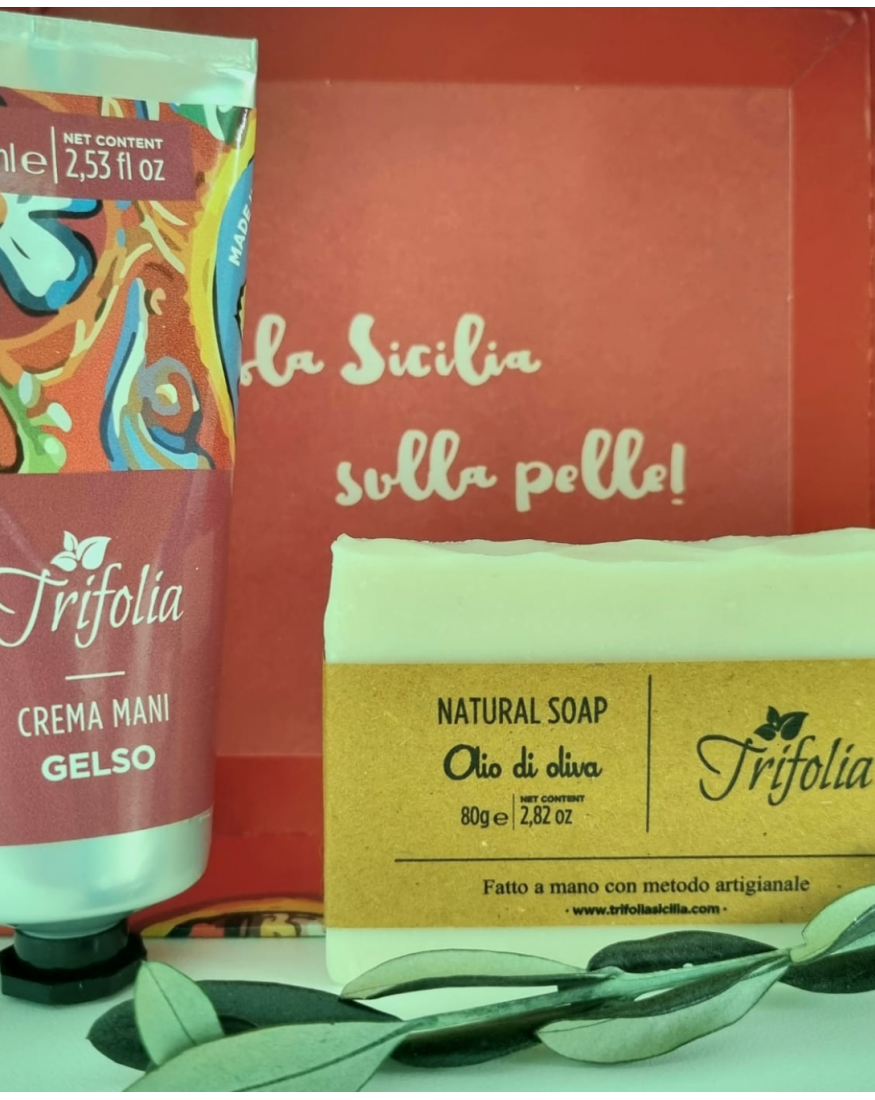 e NET CONTENT
2,53 fl oz
MADE
Trifolia
CREMA MANI
GELSO
la Sicilia
sulla pelle!
NATURAL SOAP
Olio di oliva
80g e NET CONTENT
2,82 oz
Trifolia
Fatto a mano con metodo artigianale
· www.trifoliasicilia.com ·